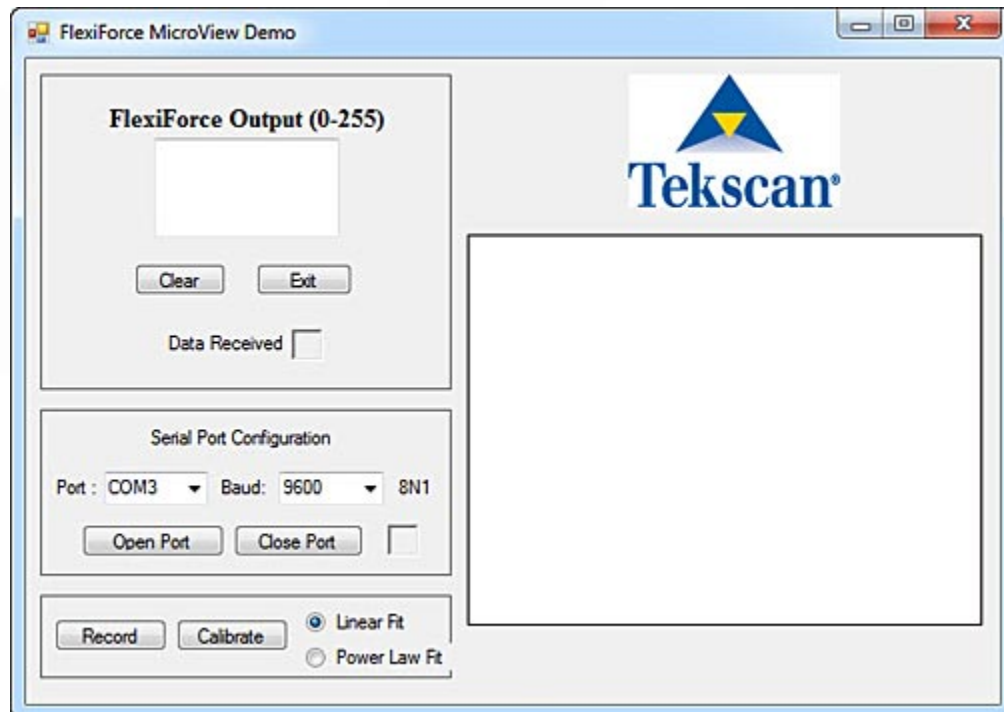 FlexiForce MicroView Demo
FlexiForce Output (0-255)
Clear Exit
Data Received
Tekscan®
Serial Port Configuration
Port : COM3 Baud: 9600 8N1
Open Port Close Port
Record Calibrate
Linear Fit
Power Law Fit